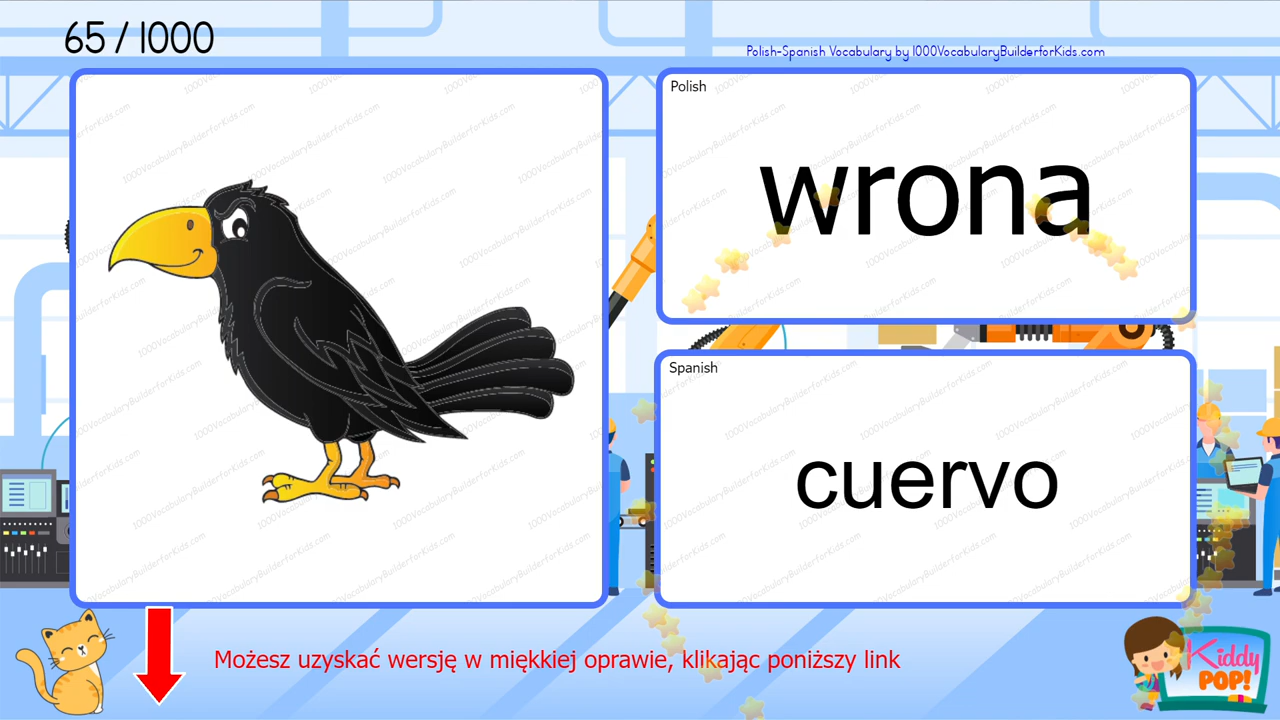 65 / 1000
Polish-Spanish Vocabulary by 1000VocabularyBuilderforKids.com
Polish
wrona
Spanish
cuervo
Możesz uzyskać wersję w miękkiej oprawie, klikając poniższy link
Kiddy
POP!